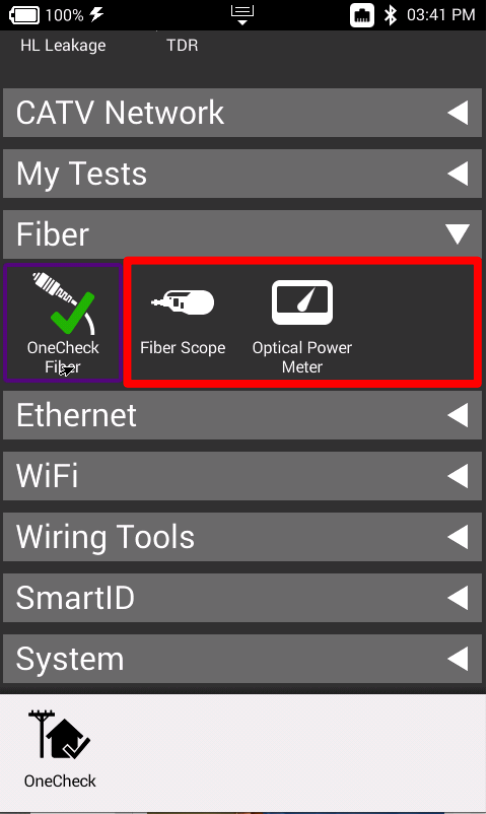 100% 03:41 PM
HL Leakage TDR
CATV Network
My Tests
Fiber
OneCheck Fiber
Fiber Scope
Optical Power Meter
Ethernet
WiFi
Wiring Tools
SmartID
System
OneCheck